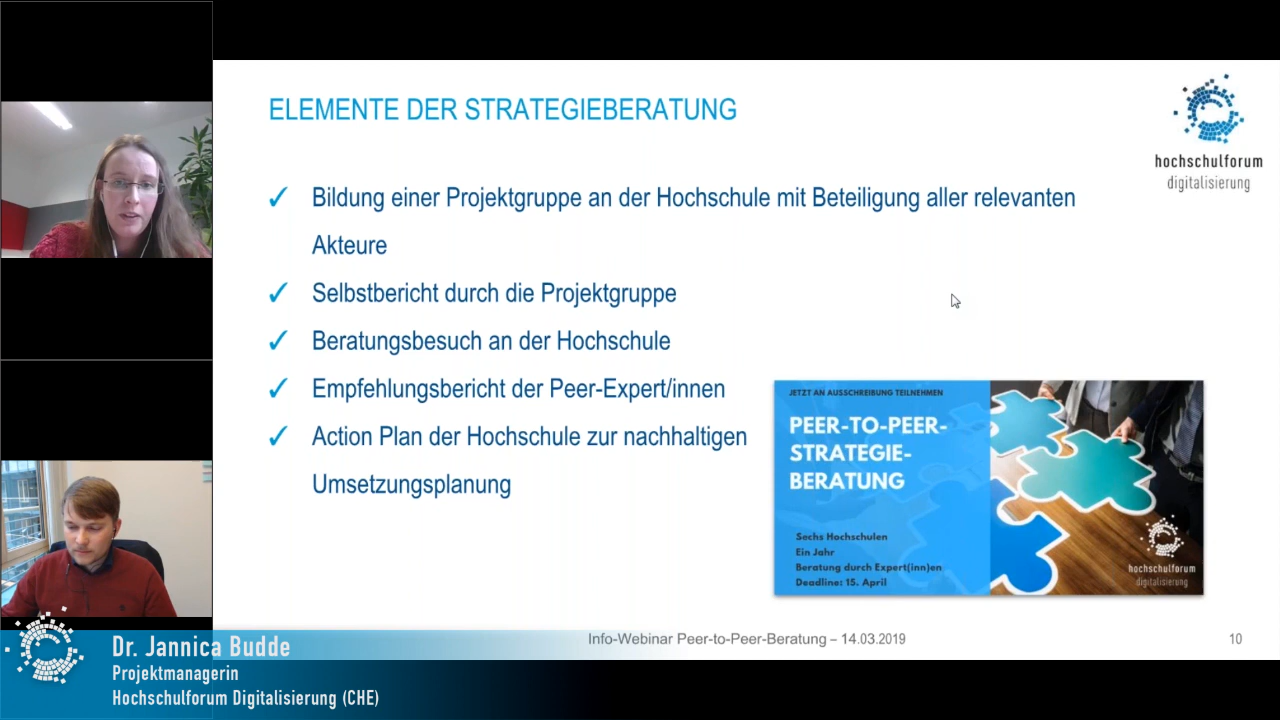 ELEMENTE DER STRATEGIEBERATUNG
hochschulforum
digitalisierung
✓ Bildung einer Projektgruppe an der Hochschule mit Beteiligung aller relevanten
Akteure
✓ Selbstbericht durch die Projektgruppe
✓ Beratungsbesuch an der Hochschule
✓ Empfehlungsbericht der Peer-Expert/innen
✓ Action Plan der Hochschule zur nachhaltigen
Umsetzungsplanung
JETZT AN AUSSCHREIBUNG TEILNEHMEN
PEER-TO-PEER-
STRATEGIE-
BERATUNG
Sechs Hochschulen
Ein Jahr
Beratung durch Expert(inn)en
Deadline: 15. April
hochschulforum
digitalisierung
Info-Webinar Peer-to-Peer-Beratung – 14.03.2019
10
Dr. Jannica Budde
Projektmanagerin
Hochschulforum Digitalisierung (CHE)